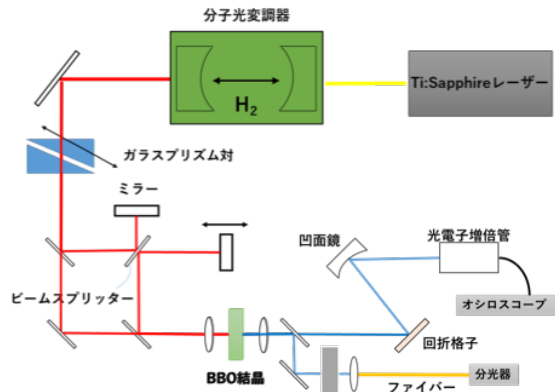 分子光変調器
H2
Ti:Sapphireレーザー
ガラスプリズム対
ミラー
ビームスプリッター
凹面鏡
光電子増倍管
オシロスコープ
回折格子
BBO結晶
ファイバー
分光器